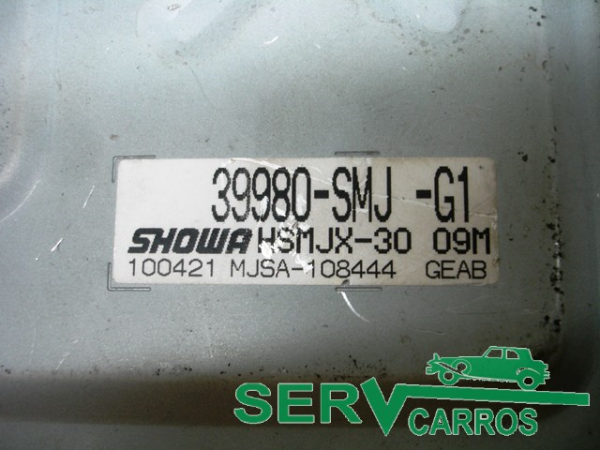 39980-SMJ -G1
SHOWA HSMJX-30 09M
100421 MJSA-108444 GEAB
SERV
CARROS